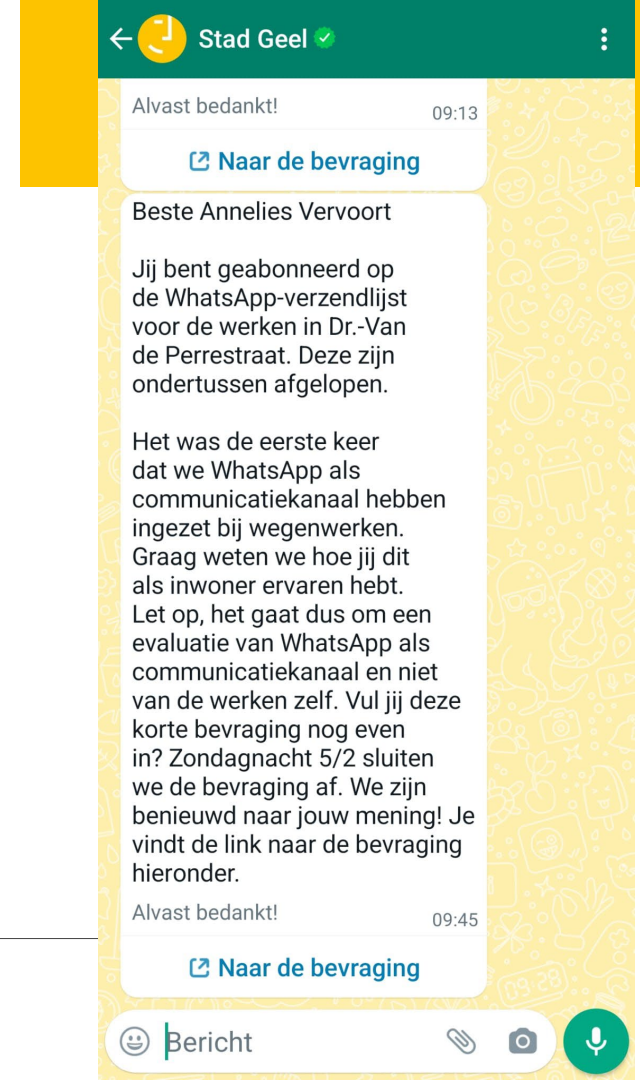 Stad Geel
Alvast bedankt!
09:13
Naar de bevraging
Beste Annelies Vervoort
Jij bent geabonneerd op
de WhatsApp-verzendlijst
voor de werken in Dr.-Van
de Perrestraat. Deze zijn
ondertussen afgelopen.
Het was de eerste keer
dat we WhatsApp als
communicatiekanaal hebben
ingezet bij wegenwerken.
Graag weten we hoe jij dit
als inwoner ervaren hebt.
Let op, het gaat dus om een
evaluatie van WhatsApp als
communicatiekanaal en niet
van de werken zelf. Vul jij deze
korte bevraging nog even
in? Zondagnacht 5/2 sluiten
we de bevraging af. We zijn
benieuwd naar jouw mening! Je
vindt de link naar de bevraging
hieronder.
Alvast bedankt!
09:45
Naar de bevraging
Bericht